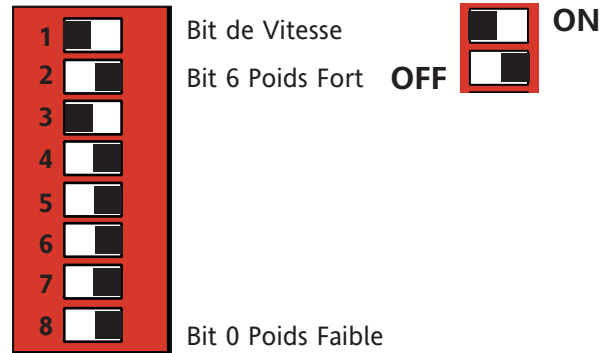 ON
1 Bit de Vitesse
2 Bit 6 Poids Fort OFF
3
4
5
6
7
8 Bit 0 Poids Faible